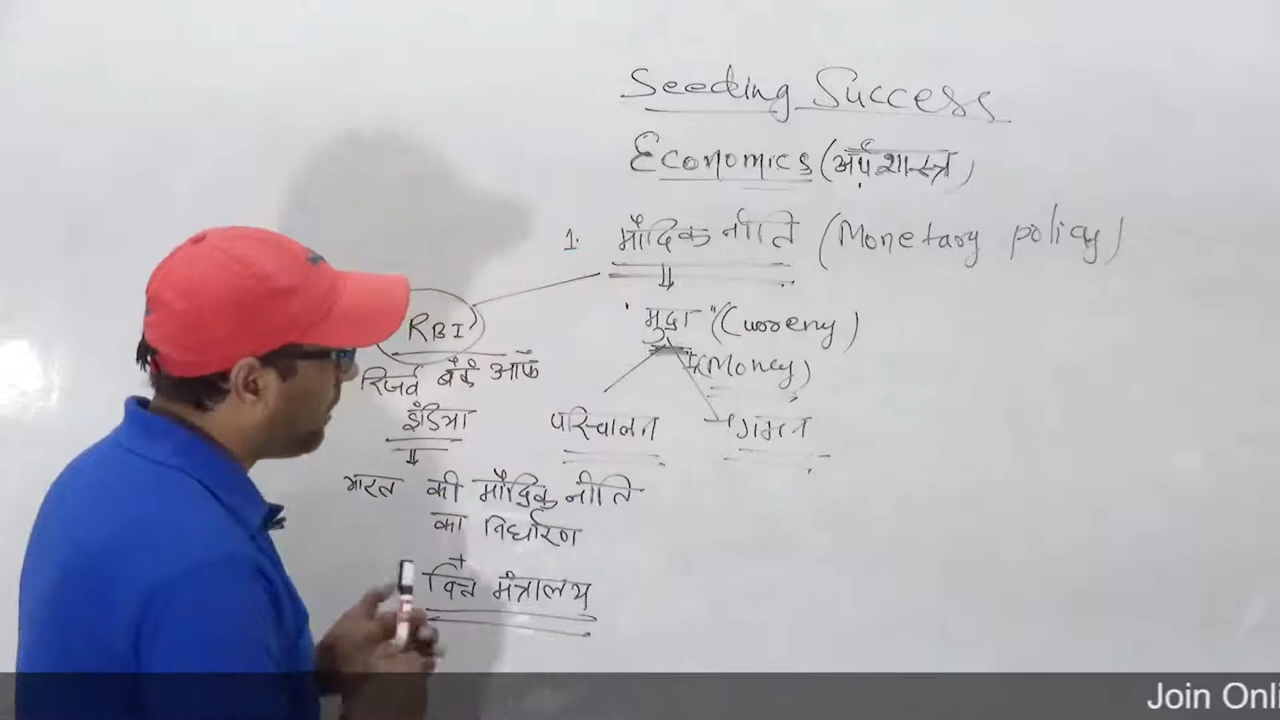 Seeding Success
Economics (अर्थशास्त्र)
1. मौद्रिक नीति (Monetary policy)
मुद्रा "(Curreny)
(Money)
परिचालन
गमन
RBI
रिजर्व बैंक ऑफ
इंडिया
भारत की मौद्रिक नीति
का निर्धारण
+
वित्त मंत्रालय
Join Onli